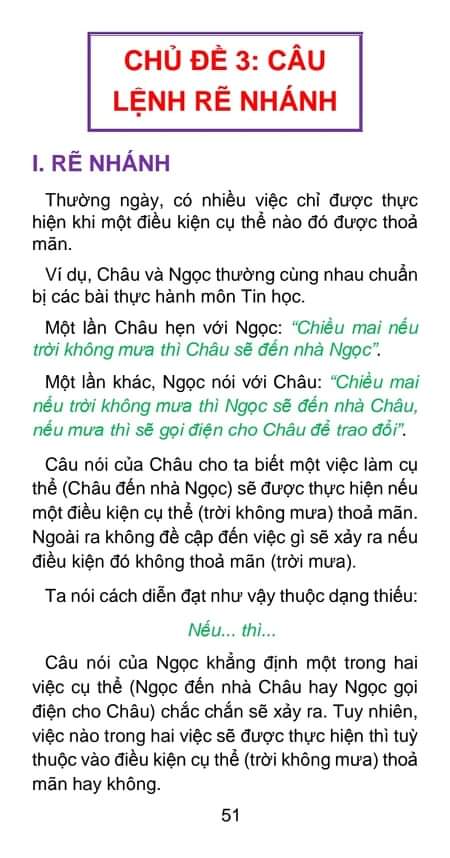 CHỦ ĐỀ 3: CÂU
LỆNH RẼ NHÁNH
I. RẼ NHÁNH
Thường ngày, có nhiều việc chỉ được thực
hiện khi một điều kiện cụ thể nào đó được thoả
mãn.
Ví dụ, Châu và Ngọc thường cùng nhau chuẩn
bị các bài thực hành môn Tin học.
Một lần Châu hẹn với Ngọc: “Chiều mai nếu
trời không mưa thì Châu sẽ đến nhà Ngọc”.
Một lần khác, Ngọc nói với Châu: “Chiều mai
nếu trời không mưa thì Ngọc sẽ đến nhà Châu,
nếu mưa thì sẽ gọi điện cho Châu để trao đổi”.
Câu nói của Châu cho ta biết một việc làm cụ
thể (Châu đến nhà Ngọc) sẽ được thực hiện nếu
một điều kiện cụ thể (trời không mưa) thoả mãn.
Ngoài ra không đề cập đến việc gì sẽ xảy ra nếu
điều kiện đó không thoả mãn (trời mưa).
Ta nói cách diễn đạt như vậy thuộc dạng thiếu:
Nếu... thì...
Câu nói của Ngọc khẳng định một trong hai
việc cụ thể (Ngọc đến nhà Châu hay Ngọc gọi
điện cho Châu) chắc chắn sẽ xảy ra. Tuy nhiên,
việc nào trong hai việc sẽ được thực hiện thì tuỳ
thuộc vào điều kiện cụ thể (trời không mưa) thoả
mãn hay không.
51